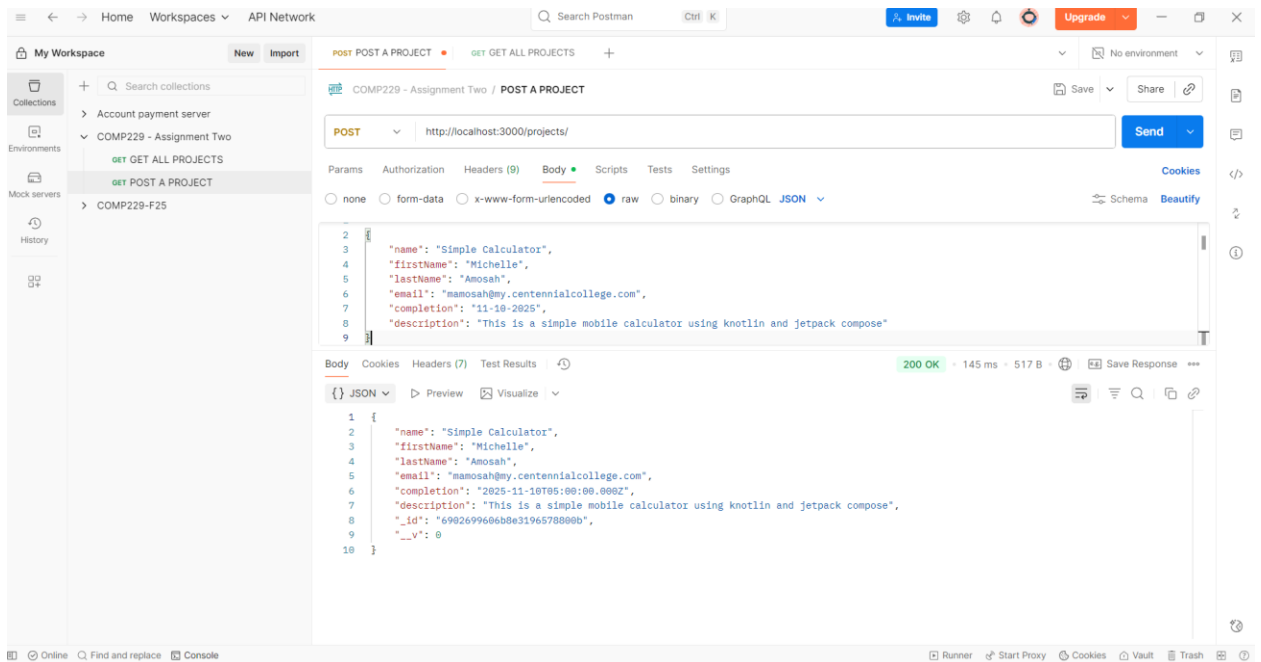 Home Workspaces API Network Search Postman Ctrl K Invite Upgrade
My Workspace New Import POST POST A PROJECT GET GET ALL PROJECTS No environment
Collections
Environments
Mock servers
History
Search collections
Account payment server
COMP229 - Assignment Two
GET GET ALL PROJECTS
GET POST A PROJECT
COMP229-F25
HTTP COMP229 - Assignment Two / POST A PROJECT Save Share
POST http://localhost:3000/projects/ Send
Params Authorization Headers (9) Body Scripts Tests Settings Cookies
none form-data x-www-form-urlencoded raw binary GraphQL JSON Schema Beautify
2 {
3 "name": "Simple Calculator",
4 "firstName": "Michelle",
5 "lastName": "Amosah",
6 "email": "mamosah@my.centennialcollege.com",
7 "completion": "11-10-2025",
8 "description": "This is a simple mobile calculator using knotlin and jetpack compose"
9 }
Body Cookies Headers (7) Test Results 200 OK 145 ms 517 B Save Response
{} JSON Preview Visualize
1 {
2 "name": "Simple Calculator",
3 "firstName": "Michelle",
4 "lastName": "Amosah",
5 "email": "mamosah@my.centennialcollege.com",
6 "completion": "2025-11-10T05:00:00.000Z",
7 "description": "This is a simple mobile calculator using knotlin and jetpack compose",
8 "_id": "6902699606b8e3196578800b",
9 "__v": 0
10 }
Online Find and replace Console Runner Start Proxy Cookies Vault Trash